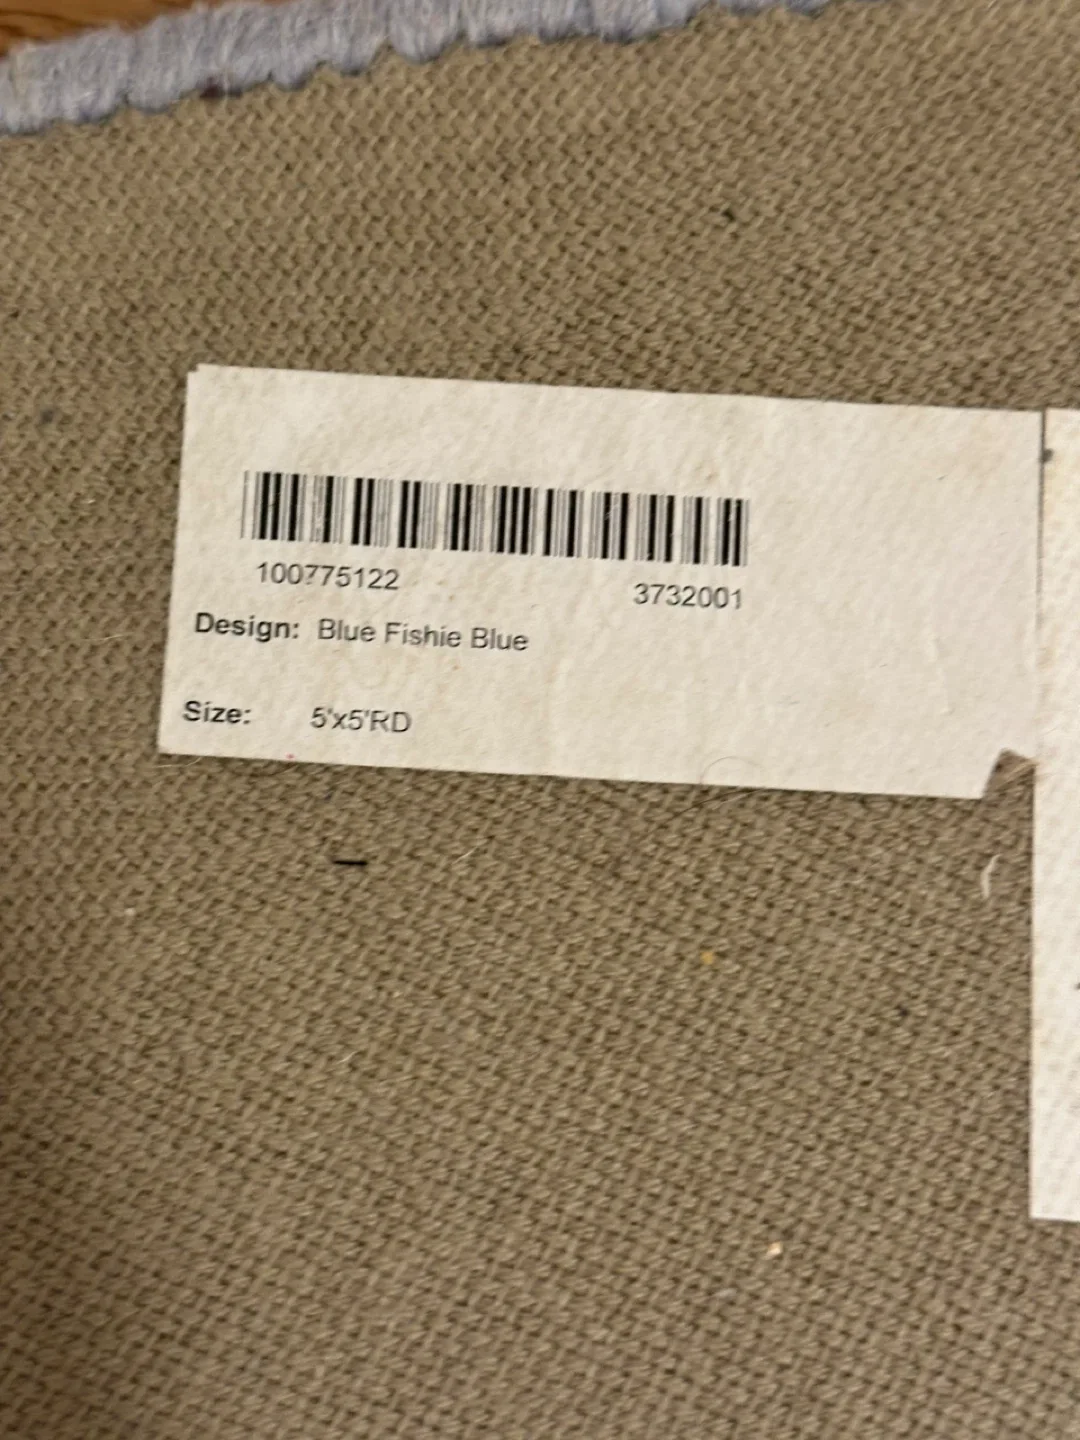 100775122 3732001
Design: Blue Fishie Blue
Size: 5'x5'RD